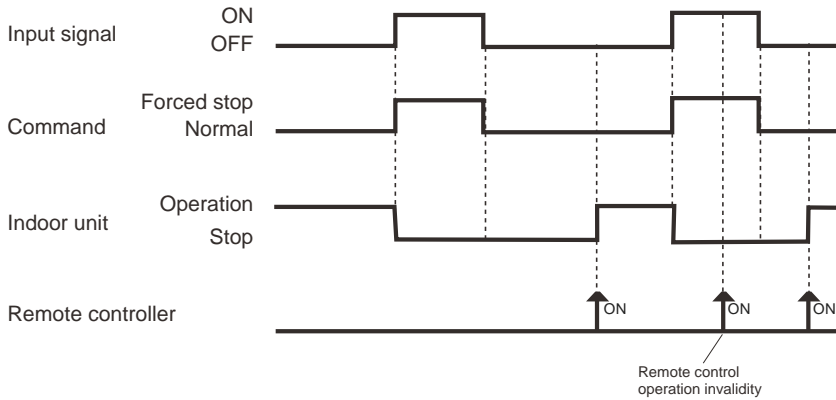 Input signal
ON
OFF
Command
Forced stop
Normal
Indoor unit
Operation
Stop
Remote controller
ON
ON
ON
Remote control
operation invalidity